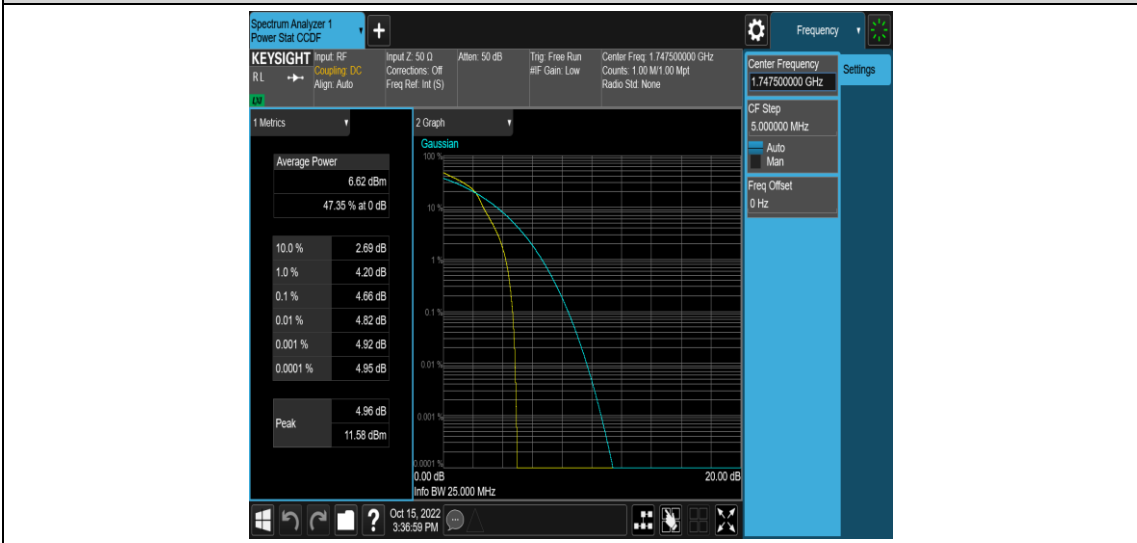 Spectrum Analyzer 1
Power Stat CCDF
+
Frequency
KEYSIGHT
RL
LXI
Input: RF
Coupling: DC
Align: Auto
Input Z: 50 Ω
Corrections: Off
Freq Ref: Int (S)
Atten: 50 dB
Trig: Free Run
#IF Gain: Low
Center Freq: 1.747500000 GHz
Counts: 1.00 M/1.00 Mpt
Radio Std: None
Center Frequency
1.747500000 GHz
Settings
CF Step
5.000000 MHz
Auto
Man
Freq Offset
0 Hz
1 Metrics
Average Power
6.62 dBm
47.35 % at 0 dB
10.0 % 2.69 dB
1.0 % 4.20 dB
0.1 % 4.66 dB
0.01 % 4.82 dB
0.001 % 4.92 dB
0.0001 % 4.95 dB
Peak
4.96 dB
11.58 dBm
2 Graph
Gaussian
100 %
10 %
1 %
0.1 %
0.01 %
0.001 %
0.0001 %
0.00 dB 20.00 dB
Info BW 25.000 MHz
?
Oct 15, 2022
3:36:59 PM